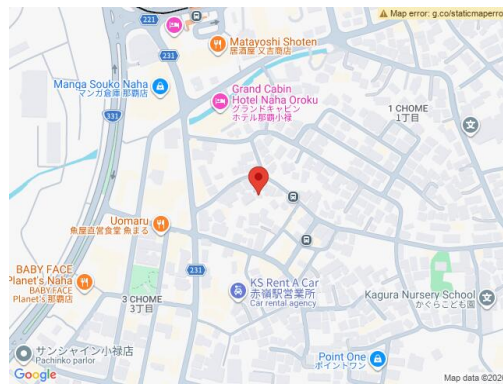 221
Map error: g.co/staticmaperro
Matayoshi Shoten
居酒屋 又吉商店
Manga Souko Naha
マンガ倉庫 那覇店
331
Grand Cabin
Hotel Naha Oroku
グランドキャビン
ホテル那覇小禄
1 CHOME
1丁目
231
Uomaru
魚屋直営食堂 魚まる
231
BABY FACE
Planet's Naha
BABY FACE
Planet's 那覇店
3 CHOME
3丁目
KS Rent A Car
赤嶺駅営業所
Car rental agency
Kagura Nursery School
かぐらこども園
サンシャイン小禄店
Pachinko parlor
Point One
ポイントワン
Google
Map data ©202